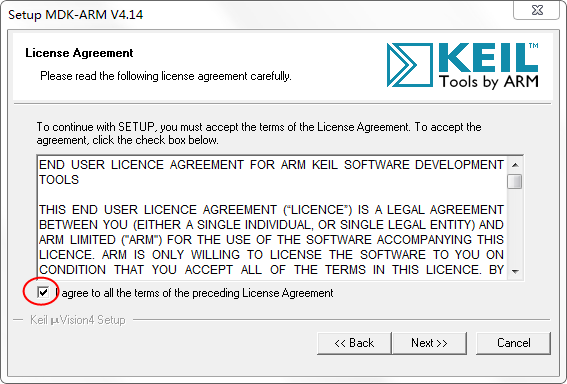 Setup MDK-ARM V4.14
License Agreement
Please read the following license agreement carefully.
KEIL™
Tools by ARM
To continue with SETUP, you must accept the terms of the License Agreement. To accept the
agreement, click the check box below.
END USER LICENCE AGREEMENT FOR ARM KEIL SOFTWARE DEVELOPMENT
TOOLS
THIS END USER LICENCE AGREEMENT (“LICENCE”) IS A LEGAL AGREEMENT
BETWEEN YOU (EITHER A SINGLE INDIVIDUAL, OR SINGLE LEGAL ENTITY) AND
ARM LIMITED ("ARM") FOR THE USE OF THE SOFTWARE ACCOMPANYING THIS
LICENCE. ARM IS ONLY WILLING TO LICENSE THE SOFTWARE TO YOU ON
CONDITION THAT YOU ACCEPT ALL OF THE TERMS IN THIS LICENCE. BY
I agree to all the terms of the preceding License Agreement
Keil µVision4 Setup
<< Back
Next >>
Cancel